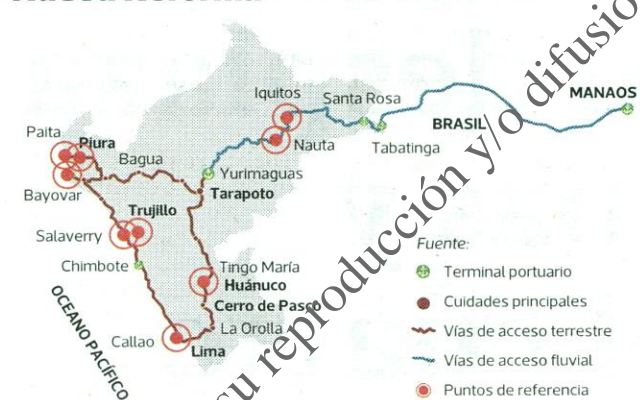 Iquitos
Santa Rosa
MANAOS
Paita
Piura
Nauta
BRASIL
Tabatinga
Bagua
Yurimaguas
Bayovar
Tarapoto
Trujillo
Salaverry
Chimbote
Tingo María
Huánuco
Cerro de Pasco
OCEANO PACÍFICO
La Orolla
Callao
Lima
Fuente:
Terminal portuario
Cuidades principales
Vías de acceso terrestre
Vías de acceso fluvial
Puntos de referencia
su reproducción y/o difusió